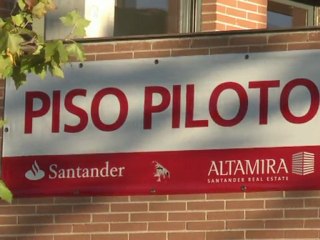 PISO PILOTO
Santander
ALTAMIRA
SANTANDER REAL ESTATE